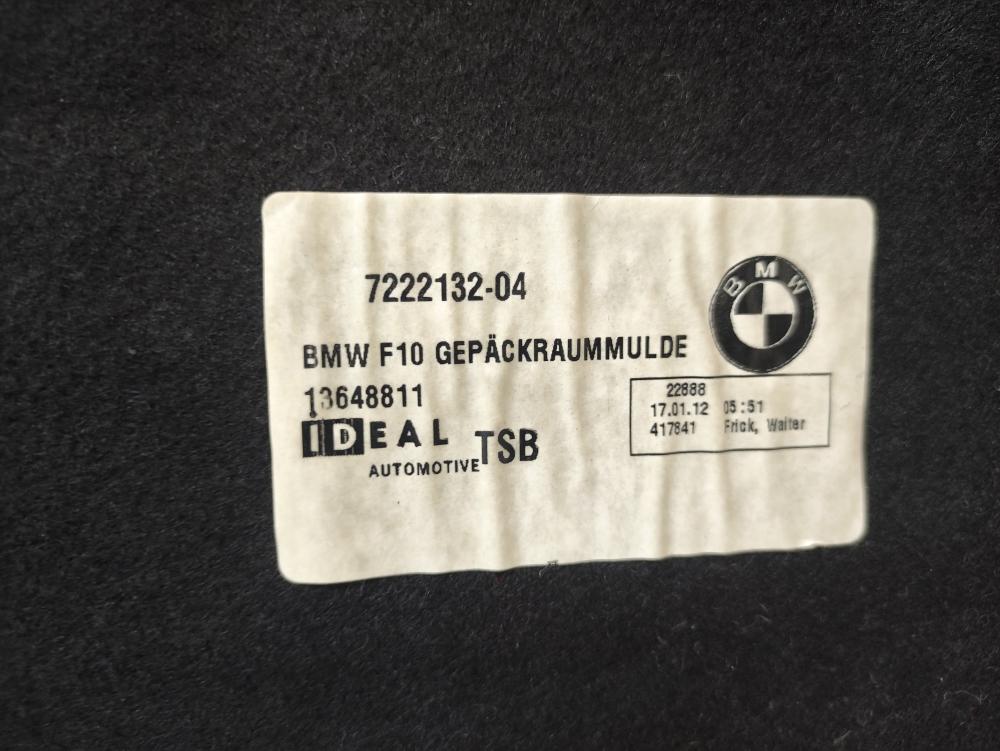 7222132-04
BMW
BMW F10 GEPÄCKRAUMMULDE
13648811
IDEAL
AUTOMOTIVE TSB
22888
17.01.12 05:51
417841 Frick, Walter